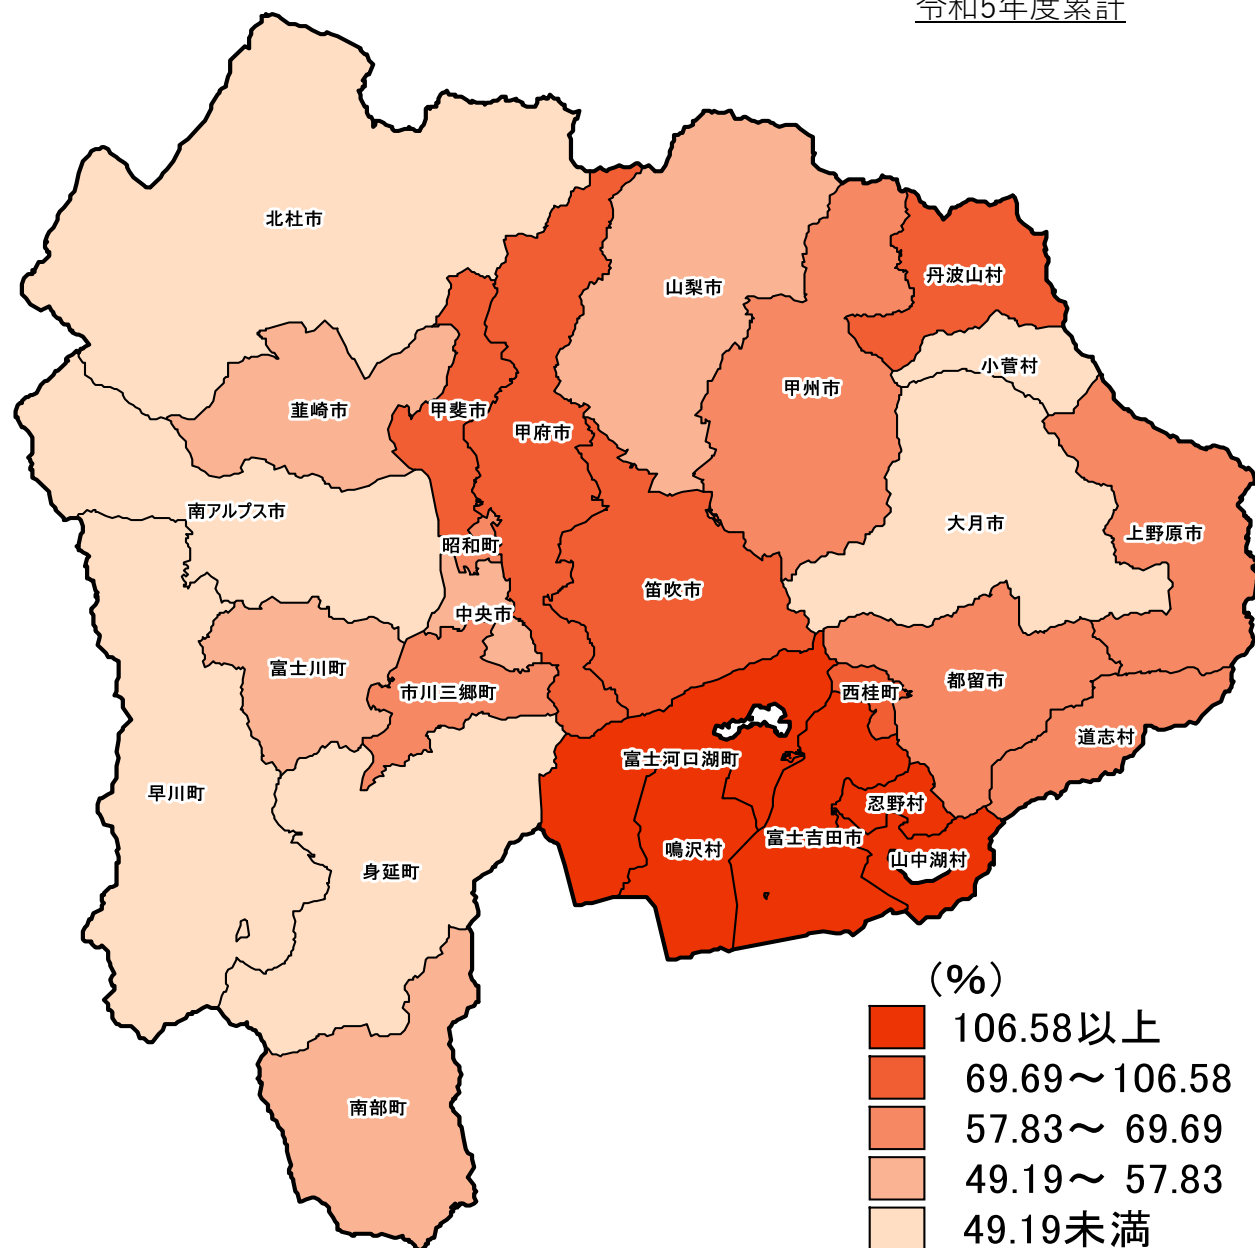 令和5年度累計
北杜市
山梨市
丹波山村
小菅村
甲州市
韮崎市
甲斐市
甲府市
南アルプス市
大月市
上野原市
昭和町
笛吹市
中央市
富士川町
市川三郷町
西桂町
都留市
道志村
富士河口湖町
早川町
忍野村
富士吉田市
鳴沢村
山中湖村
身延町
南部町
(%)
106.58以上
69.69～106.58
57.83～ 69.69
49.19～ 57.83
49.19未満